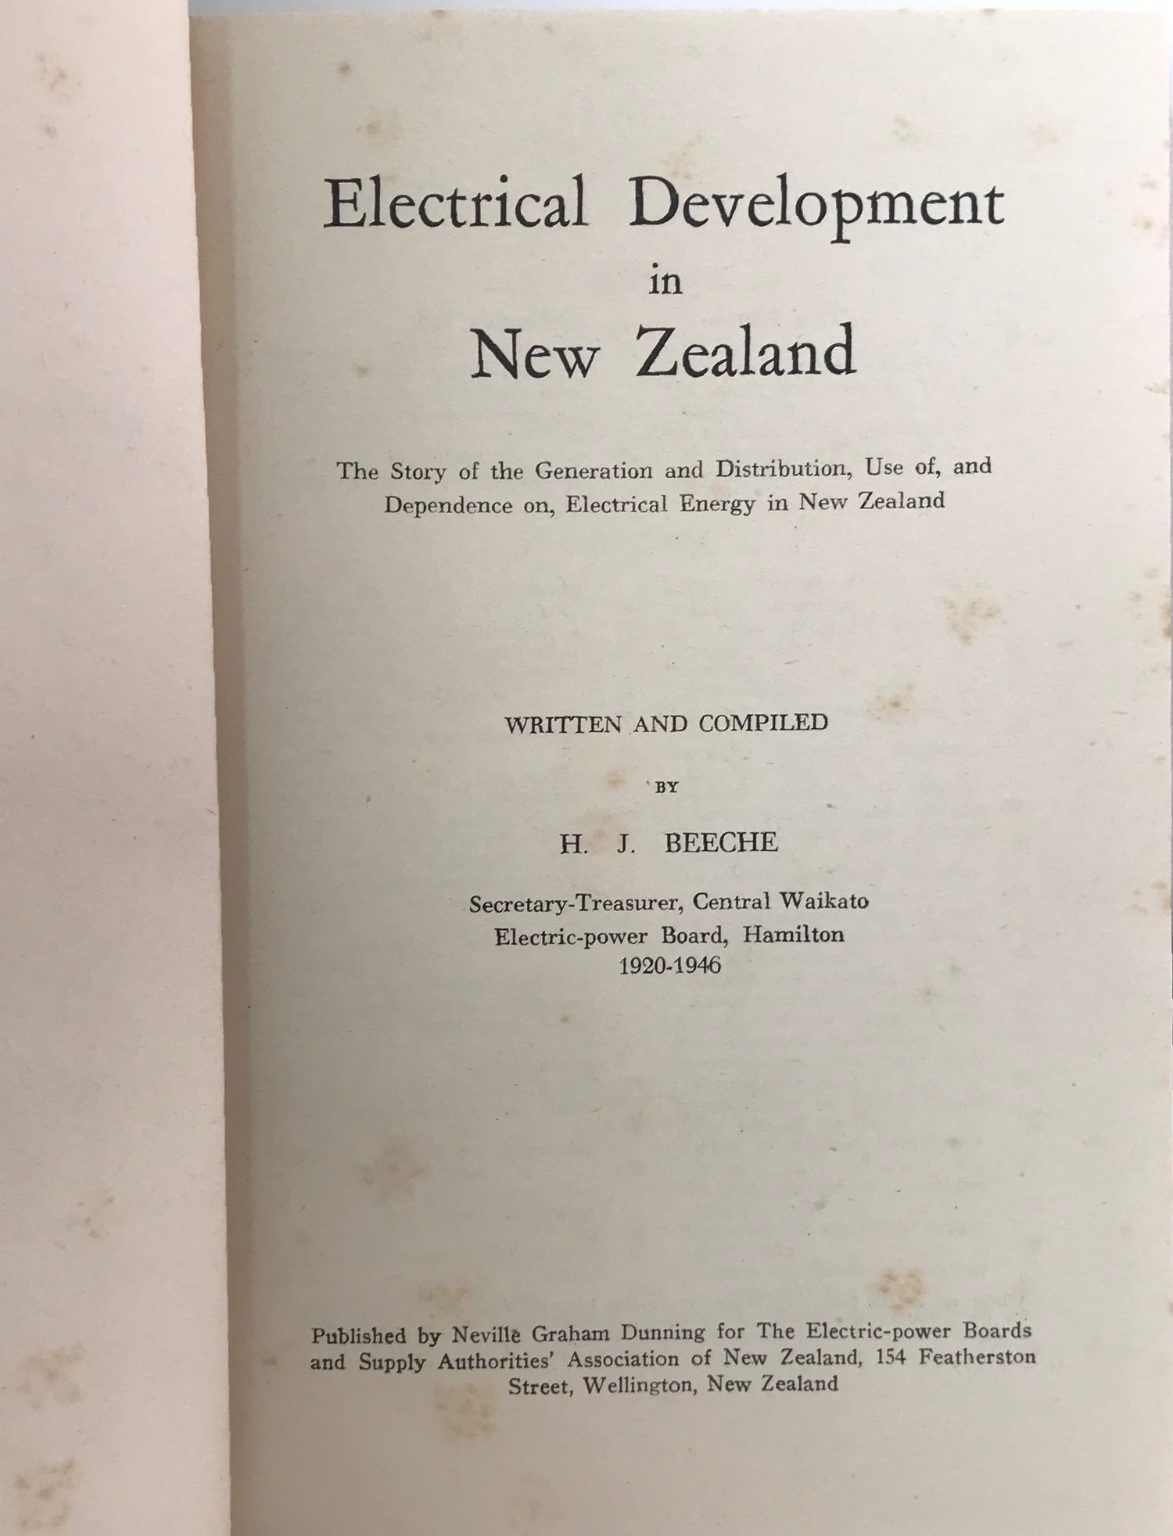 Electrical Development
in
New Zealand
The Story of the Generation and Distribution, Use of, and
Dependence on, Electrical Energy in New Zealand
WRITTEN AND COMPILED
BY
H. J. BEECHE
Secretary-Treasurer, Central Waikato
Electric-power Board, Hamilton
1920-1946
Published by Neville Graham Dunning for The Electric-power Boards
and Supply Authorities' Association of New Zealand, 154 Featherston
Street, Wellington, New Zealand